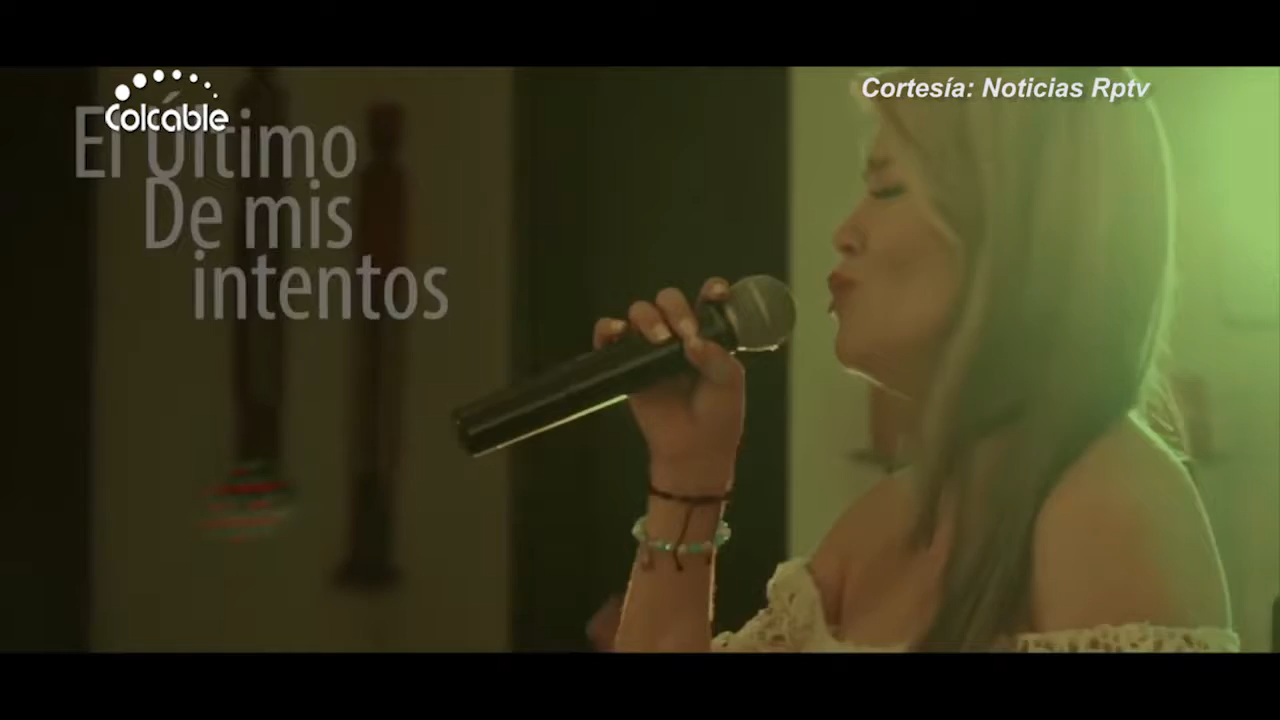 Colcable
Cortesía: Noticias Rptv
El Último
De mis
intentos